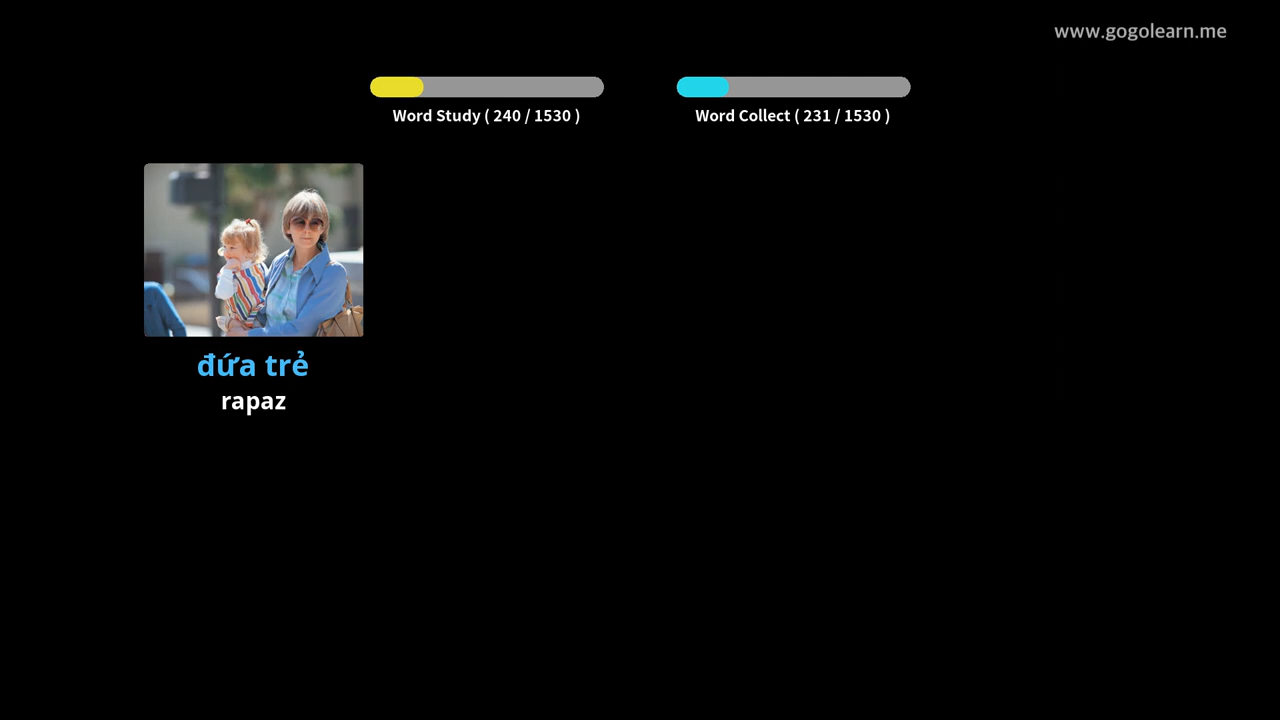 www.gogolearn.me
Word Study ( 240 / 1530 )
Word Collect ( 231 / 1530 )
đứa trẻ
rapaz